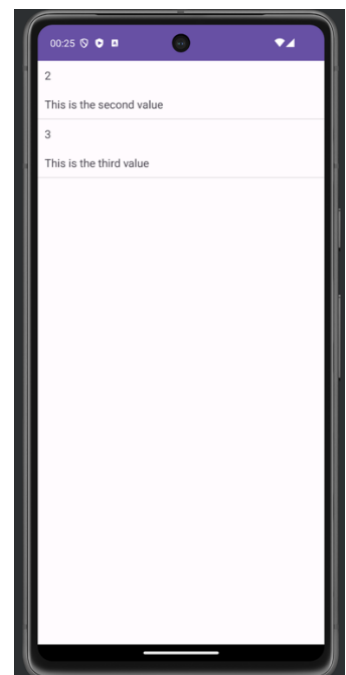 00:25
2
This is the second value
3
This is the third value